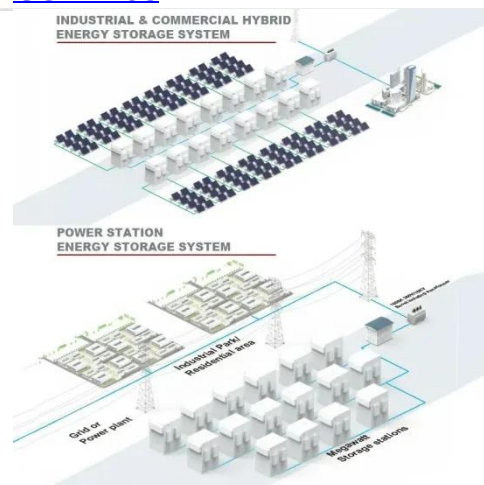 INDUSTRIAL & COMMERCIAL HYBRID
ENERGY STORAGE SYSTEM
POWER STATION
ENERGY STORAGE SYSTEM
Industrial Park/
Residential area
Grid or
Power plant
Megawatt
Storage stations